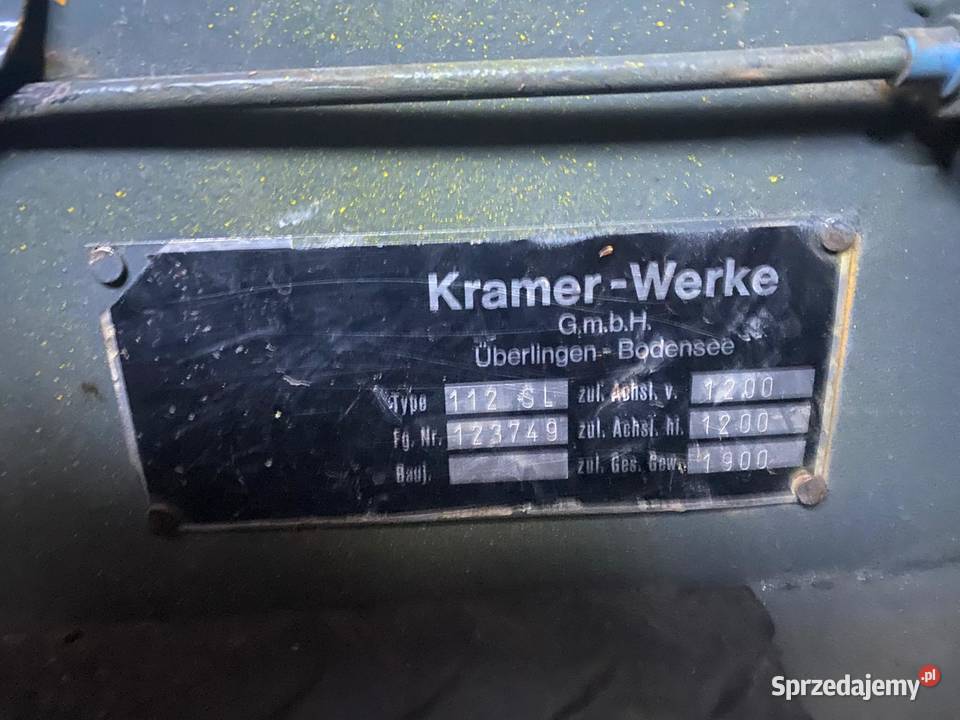 Kramer-Werke
G.m.b.H.
Überlingen - Bodensee
Type 112 SL zul. Achsl. v. 1200
Fg. Nr. 123749 zul. Achsl. hi. 1200
Bauj. zul. Ges. Gew. 1900
Sprzedajemy.pl